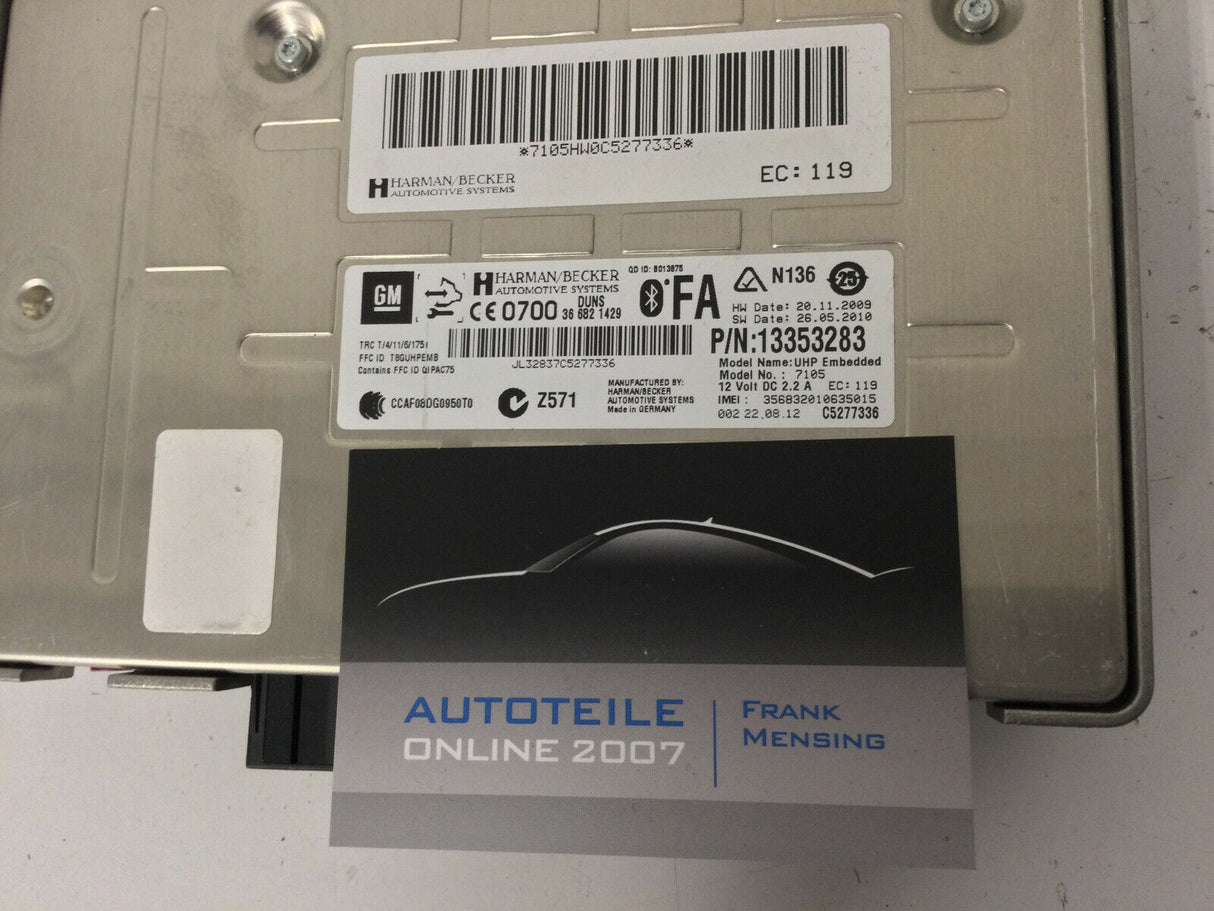 *7105HW0C5277336*
HARMAN/BECKER
AUTOMOTIVE SYSTEMS
EC: 119
GM
HARMAN/BECKER
AUTOMOTIVE SYSTEMS
QD ID: B013875
FA
N136
25
CE 0700
DUNS
36 682 1429
HW Date: 20.11.2009
SW Date: 26.05.2010
P/N:13353283
TRC T/4/11/6/175
FFC ID T8GUHPEMB
Contains FFC ID QIPAC75
JL32837C5277336
Model Name:UHP Embedded
Model No.: 7105
12 Volt DC 2.2 A EC: 119
IMEI: 356832010635015
002 22.08.12 C5277336
CCAF08DG0950T0
Z571
MANUFACTURED BY:
HARMAN/BECKER
AUTOMOTIVE SYSTEMS
Made in GERMANY
AUTOTEILE
ONLINE 2007
FRANK
MENSING